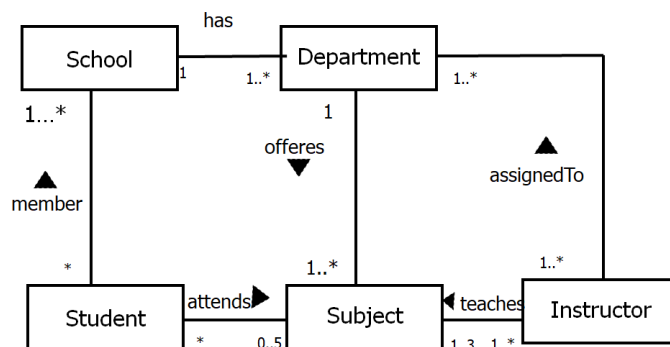 has
School
Department
1
1..*
1..*
1...*
1
offeres
assignedTo
member
*
1..*
1..*
attends
teaches
Student
Subject
Instructor
*
0..5
1..3
1..*